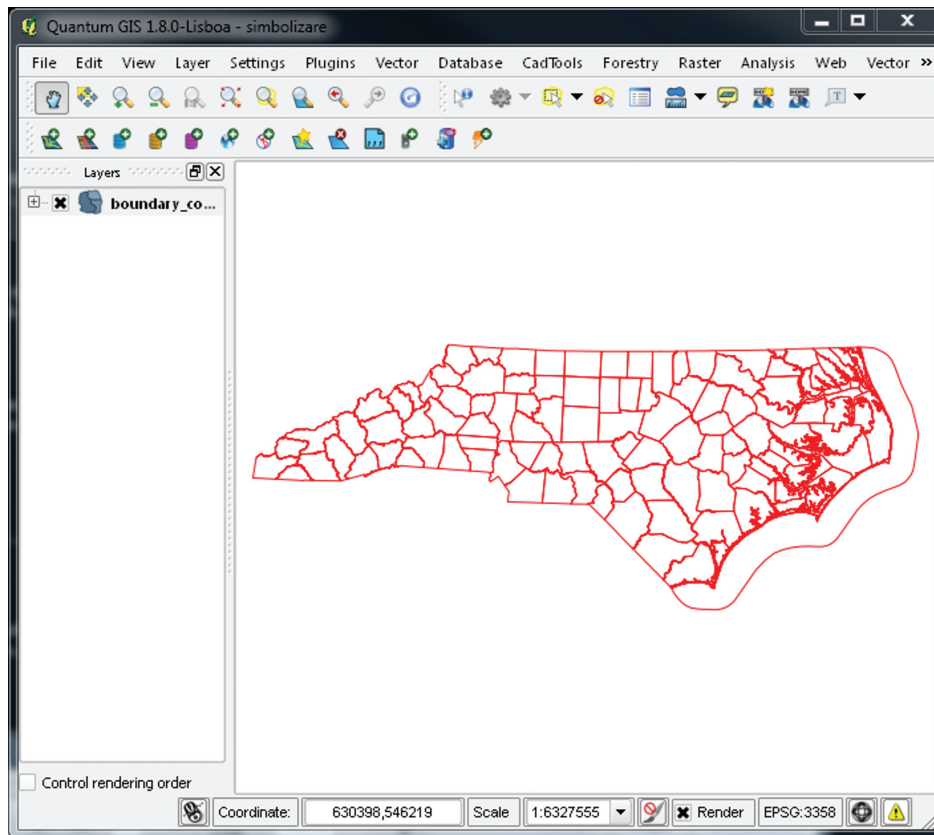 Quantum GIS 1.8.0-Lisboa - simbolizare
File Edit View Layer Settings Plugins Vector Database CadTools Forestry Raster Analysis Web Vector »
Layers
boundary_co...
Control rendering order
Coordinate: 630398,546219 Scale 1:6327555 Render EPSG:3358